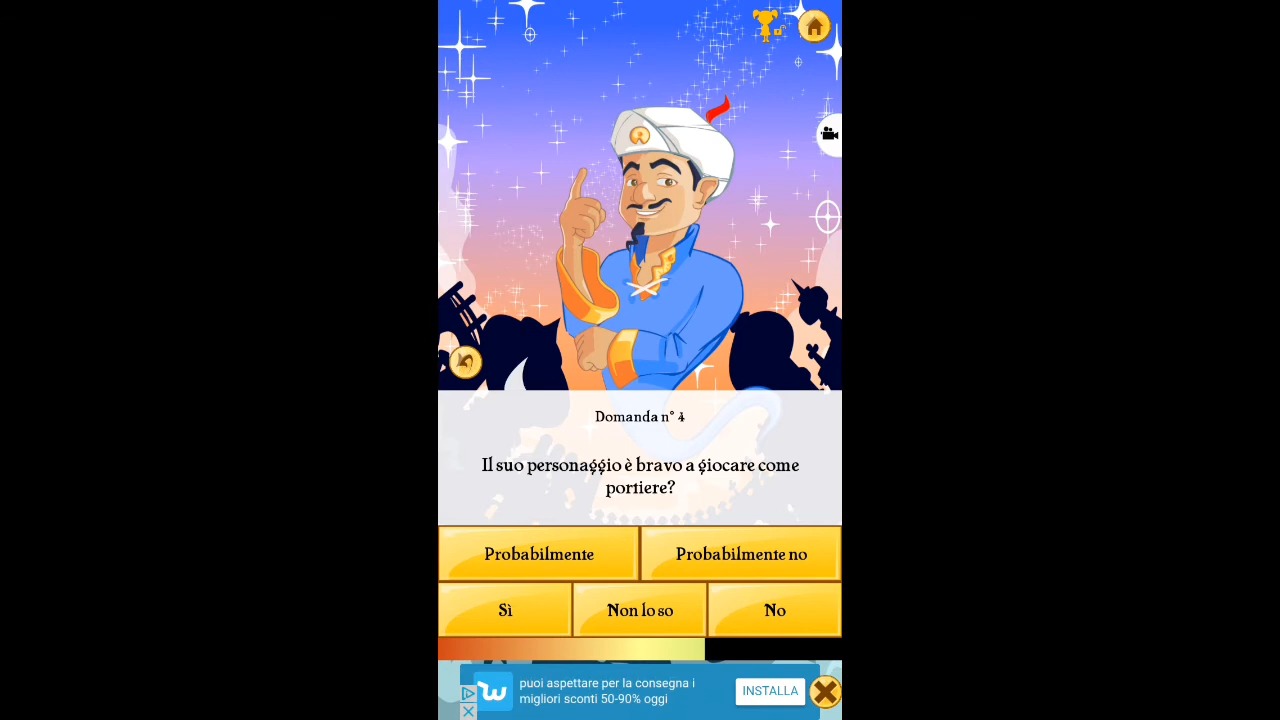 Domanda n° 4
Il suo personaggio è bravo a giocare come
portiere?
Probabilmente
Probabilmente no
Sì
Non lo so
No
puoi aspettare per la consegna i
migliori sconti 50-90% oggi
INSTALLA